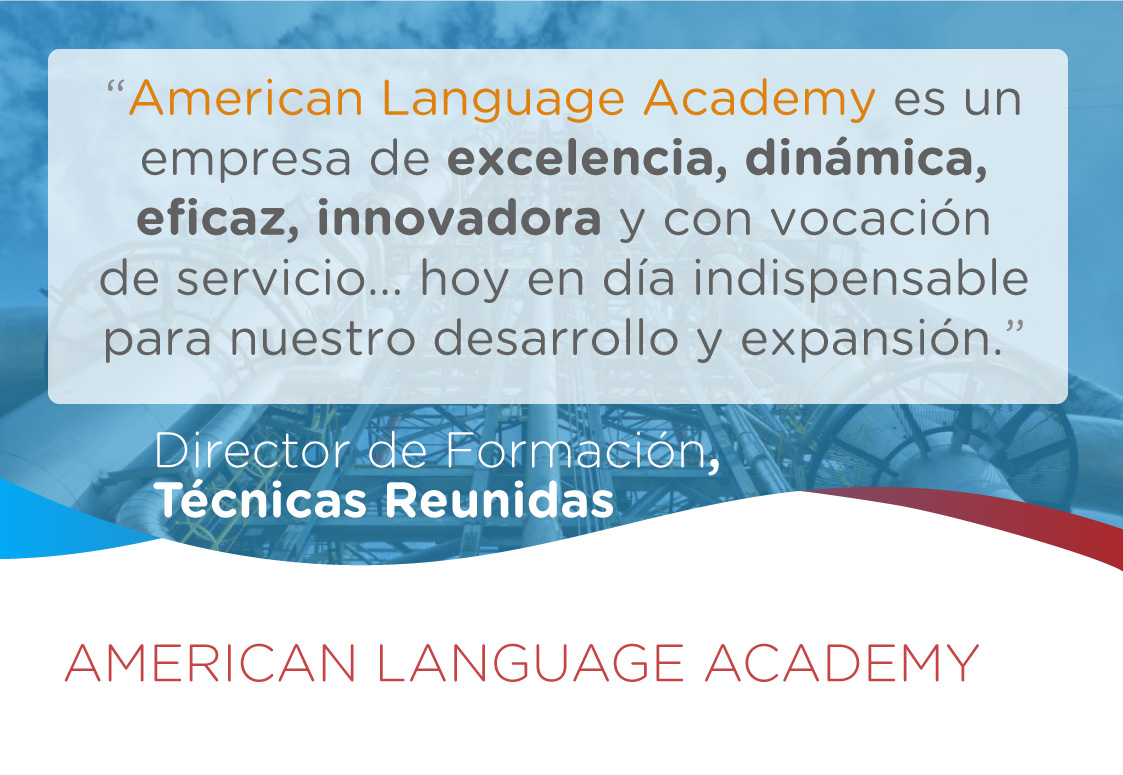 “American Language Academy es un
empresa de excelencia, dinámica,
eficaz, innovadora y con vocación
de servicio... hoy en día indispensable
para nuestro desarrollo y expansión.”
Director de Formación,
Técnicas Reunidas
AMERICAN LANGUAGE ACADEMY